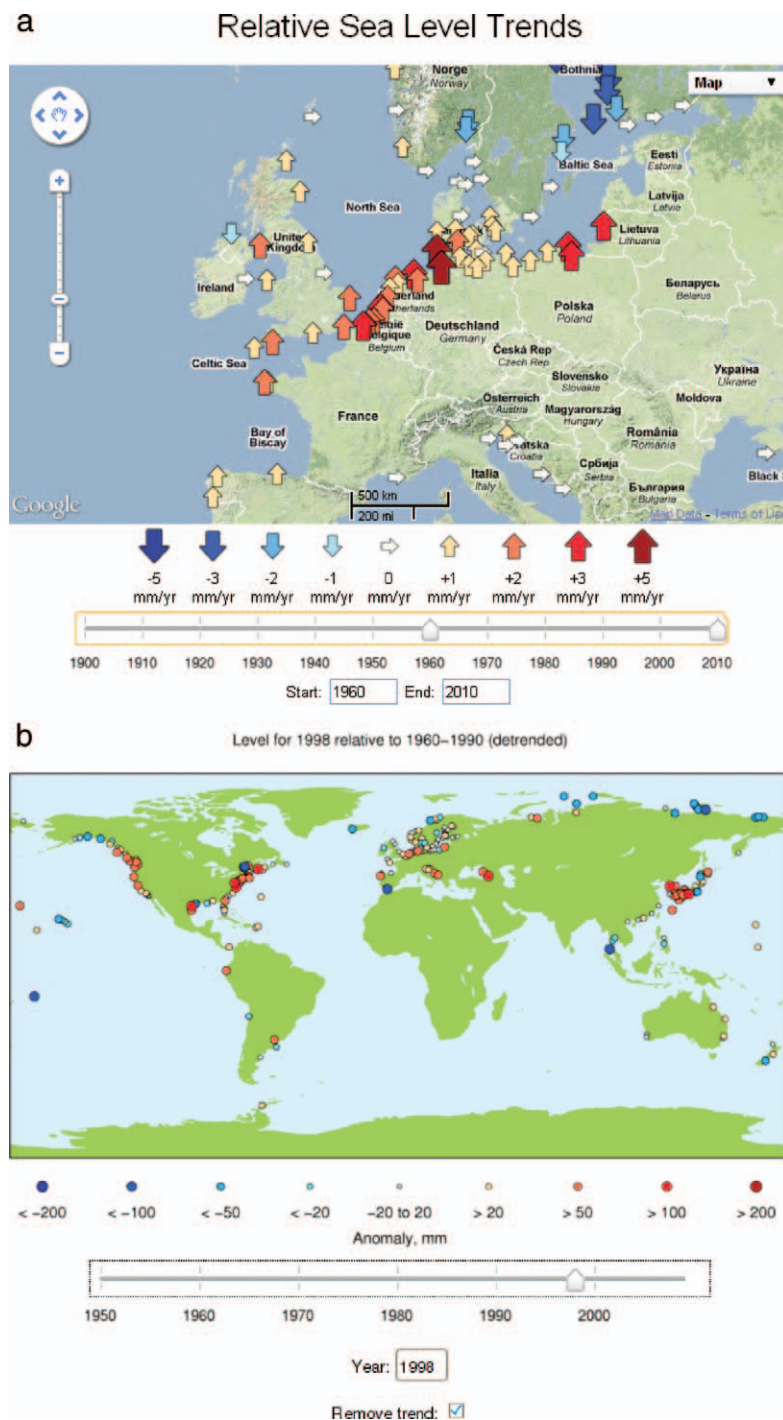 a
Relative Sea Level Trends
Norge
Norway
Bothnia
Map
Baltic Sea
Eesti
Estonia
Latvija
Latvia
North Sea
Lietuva
Lithuania
United
Kingdom
Ireland
Беларусь
Belarus
Polska
Poland
Deutschland
Germany
Belgium
Celtic Sea
Česká Rep
Czech Rep
Україна
Ukraine
Slovensko
Slovakia
Österreich
Austria
Magyarország
Hungary
Moldova
France
Bay of
Biscay
România
Romania
Croatia
Србија
Serbia
Italia
Italy
България
Bulgaria
Black
Google
500 km
200 mi
Map Data - Terms of Use
-5 -3 -2 -1 0 +1 +2 +3 +5
mm/yr mm/yr mm/yr mm/yr mm/yr mm/yr mm/yr mm/yr mm/yr
1900 1910 1920 1930 1940 1950 1960 1970 1980 1990 2000 2010
Start: 1960 End: 2010
b
Level for 1998 relative to 1960–1990 (detrended)
< −200 < −100 < −50 < −20 −20 to 20 > 20 > 50 > 100 > 200
Anomaly, mm
1950 1960 1970 1980 1990 2000
Year: 1998
Remove trend: